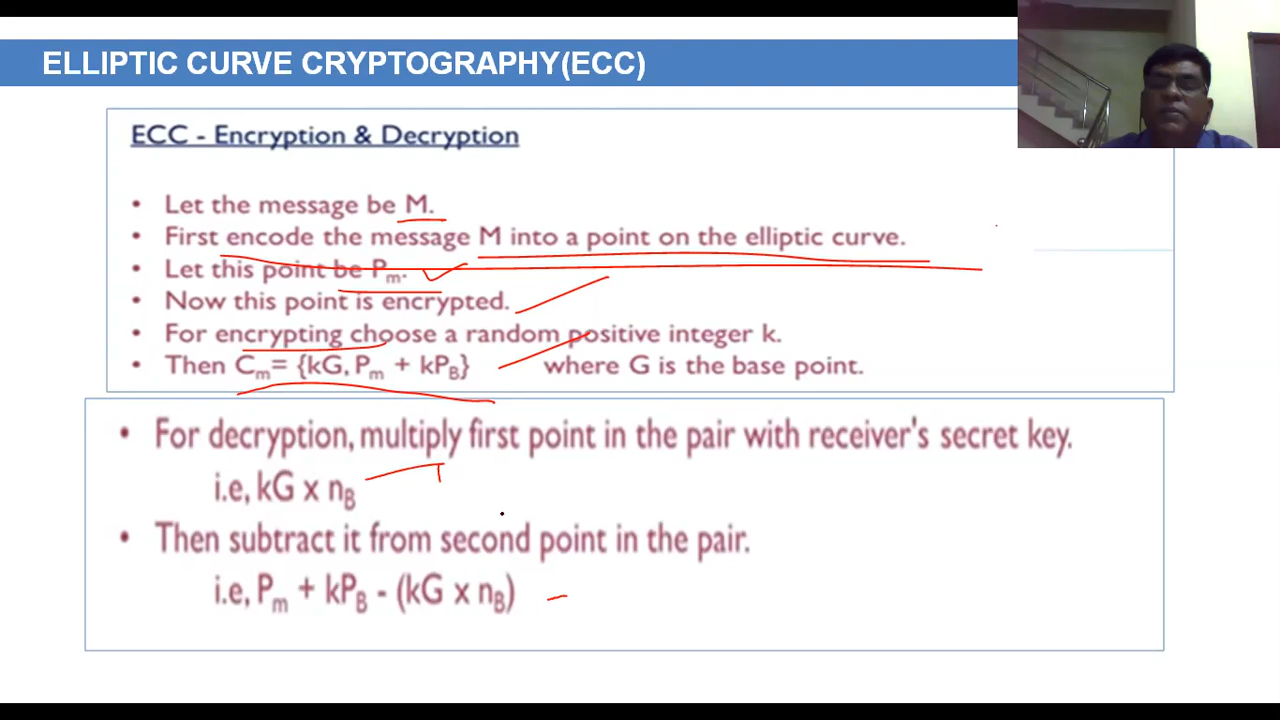 ELLIPTIC CURVE CRYPTOGRAPHY(ECC)
ECC - Encryption & Decryption
• Let the message be M.
• First encode the message M into a point on the elliptic curve.
• Let this point be Pm.
• Now this point is encrypted.
• For encrypting choose a random positive integer k.
• Then Cm= {kG, Pm + kPB} where G is the base point.
• For decryption, multiply first point in the pair with receiver's secret key.
i.e, kG x nB
• Then subtract it from second point in the pair.
i.e, Pm + kPB - (kG x nB)